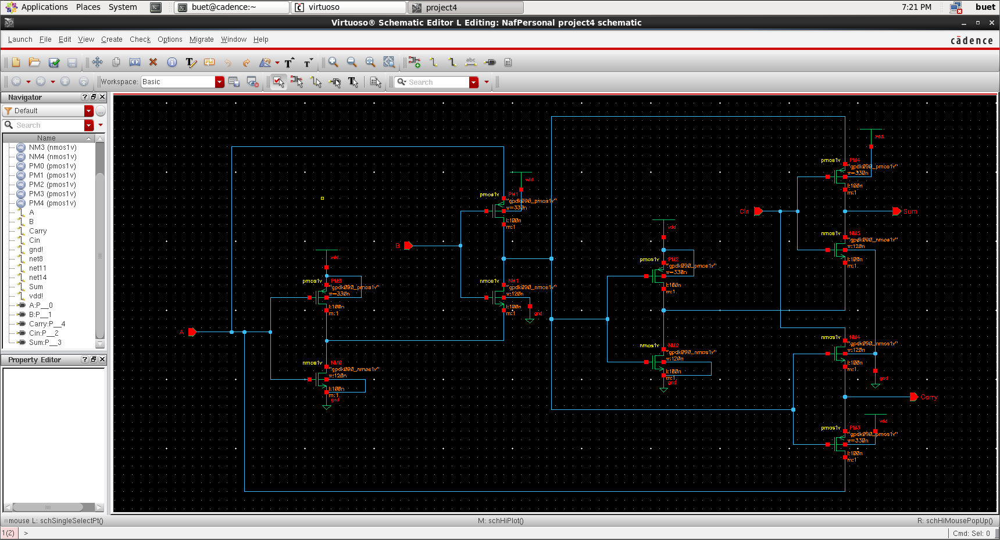 Applications Places System buet@cadence:~ virtuoso project4 7:21 PM buet
Virtuoso® Schematic Editor L Editing: NafPersonal project4 schematic
Launch File Edit View Create Check Options Migrate Window Help cādence
abc
Workspace: Basic Search
Navigator
Default
Search
Name
NM3 (nmos1v)
NM4 (nmos1v)
PM0 (pmos1v)
PM1 (pmos1v)
PM2 (pmos1v)
PM3 (pmos1v)
PM4 (pmos1v)
A
B
Carry
Cin
gnd!
net8
net11
net14
Sum
vdd!
A:P__0
B:P__1
Carry:P__4
Cin:P__2
Sum:P__3
Property Editor
A
vdd
pmos1v PM0
"gpdk090_pmos1v"
w=330n
l:100n
m:1
nmos1v NM0
"gpdk090_nmos1v"
w:120n
l:100n
m:1
gnd
B
vdd
pmos1v PM1
"gpdk090_pmos1v"
w=330n
l:100n
m:1
nmos1v NM1
"gpdk090_nmos1v"
w:120n
l:100n
m:1
gnd
vdd
pmos1v PM2
"gpdk090_pmos1v"
w=330n
l:100n
m:1
nmos1v NM2
"gpdk090_nmos1v"
w:120n
l:100n
m:1
gnd
Cin
vdd
pmos1v PM4
"gpdk090_pmos1v"
w=330n
l:100n
m:1
Sum
nmos1v NM3
"gpdk090_nmos1v"
w:120n
l:100n
m:1
nmos1v NM4
"gpdk090_nmos1v"
w:120n
l:100n
m:1
gnd
Carry
vdd
pmos1v PM3
"gpdk090_pmos1v"
w=330n
l:100n
m:1
mouse L: schSingleSelectPt() M: schHiPlot() R: schHiMousePopUp()
1(2) > Cmd: Sel: 0